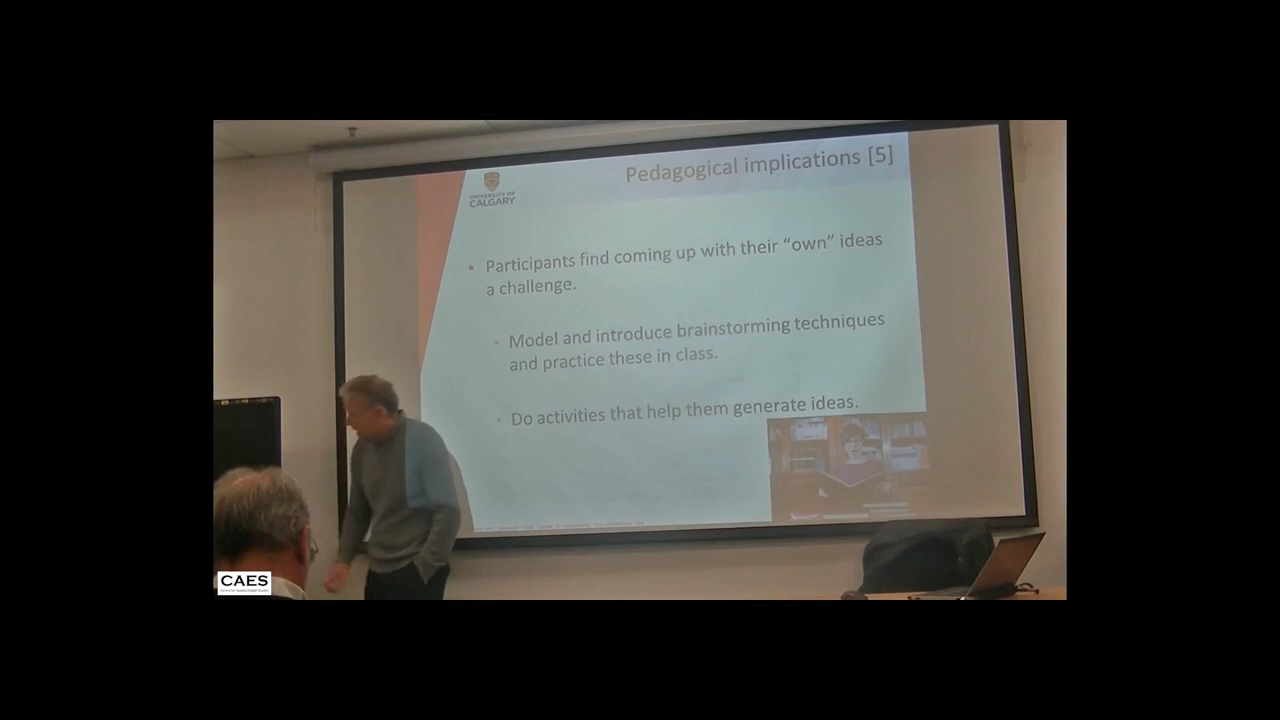 Pedagogical implications [5]
UNIVERSITY OF
CALGARY
Participants find coming up with their “own” ideas
a challenge.
Model and introduce brainstorming techniques
and practice these in class.
Do activities that help them generate ideas.
CAES